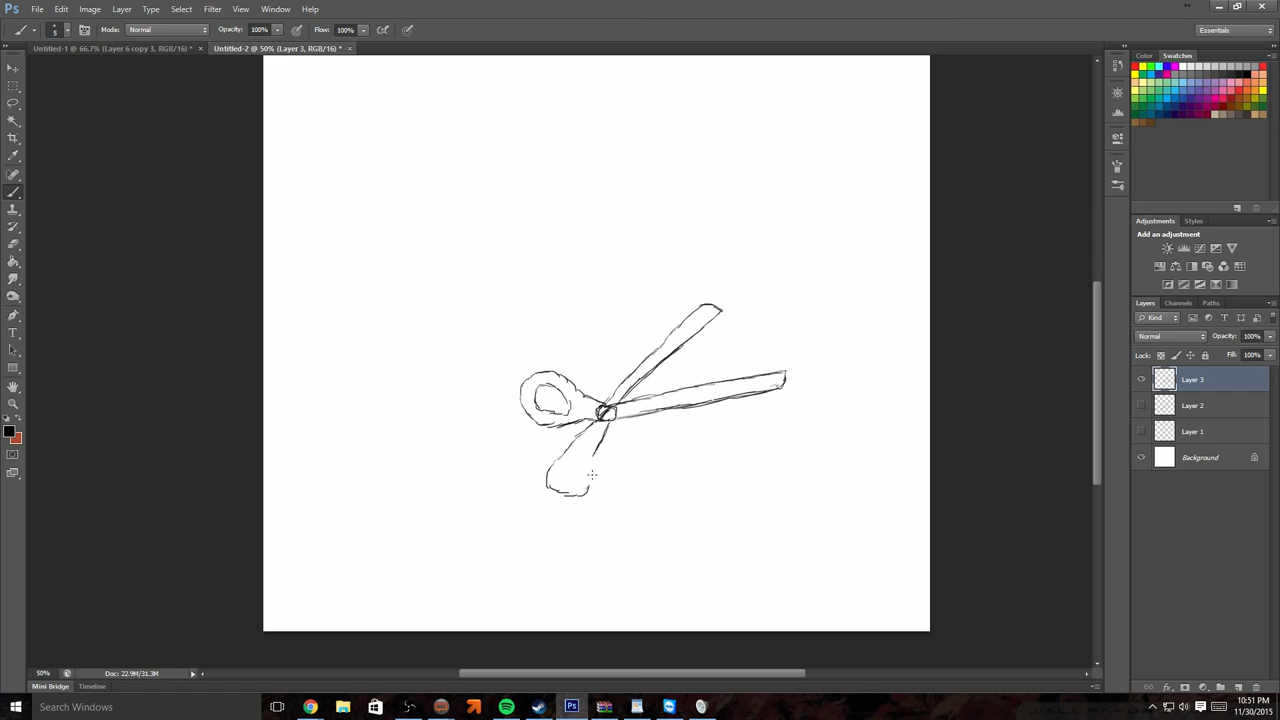 Ps File Edit Image Layer Type Select Filter View Window Help
5 Mode: Normal Opacity: 100% Flow: 100% Essentials
Untitled-1 @ 66.7% (Layer 6 copy 3, RGB/16) * × Untitled-2 @ 50% (Layer 3, RGB/16) * ×
Color Swatches
Adjustments Styles
Add an adjustment
Layers Channels Paths
Kind
Normal Opacity: 100%
Lock: Fill: 100%
Layer 3
Layer 2
Layer 1
Background
50% Doc: 22.9M/31.3M
Mini Bridge Timeline
Search Windows
10:51 PM
11/30/2015